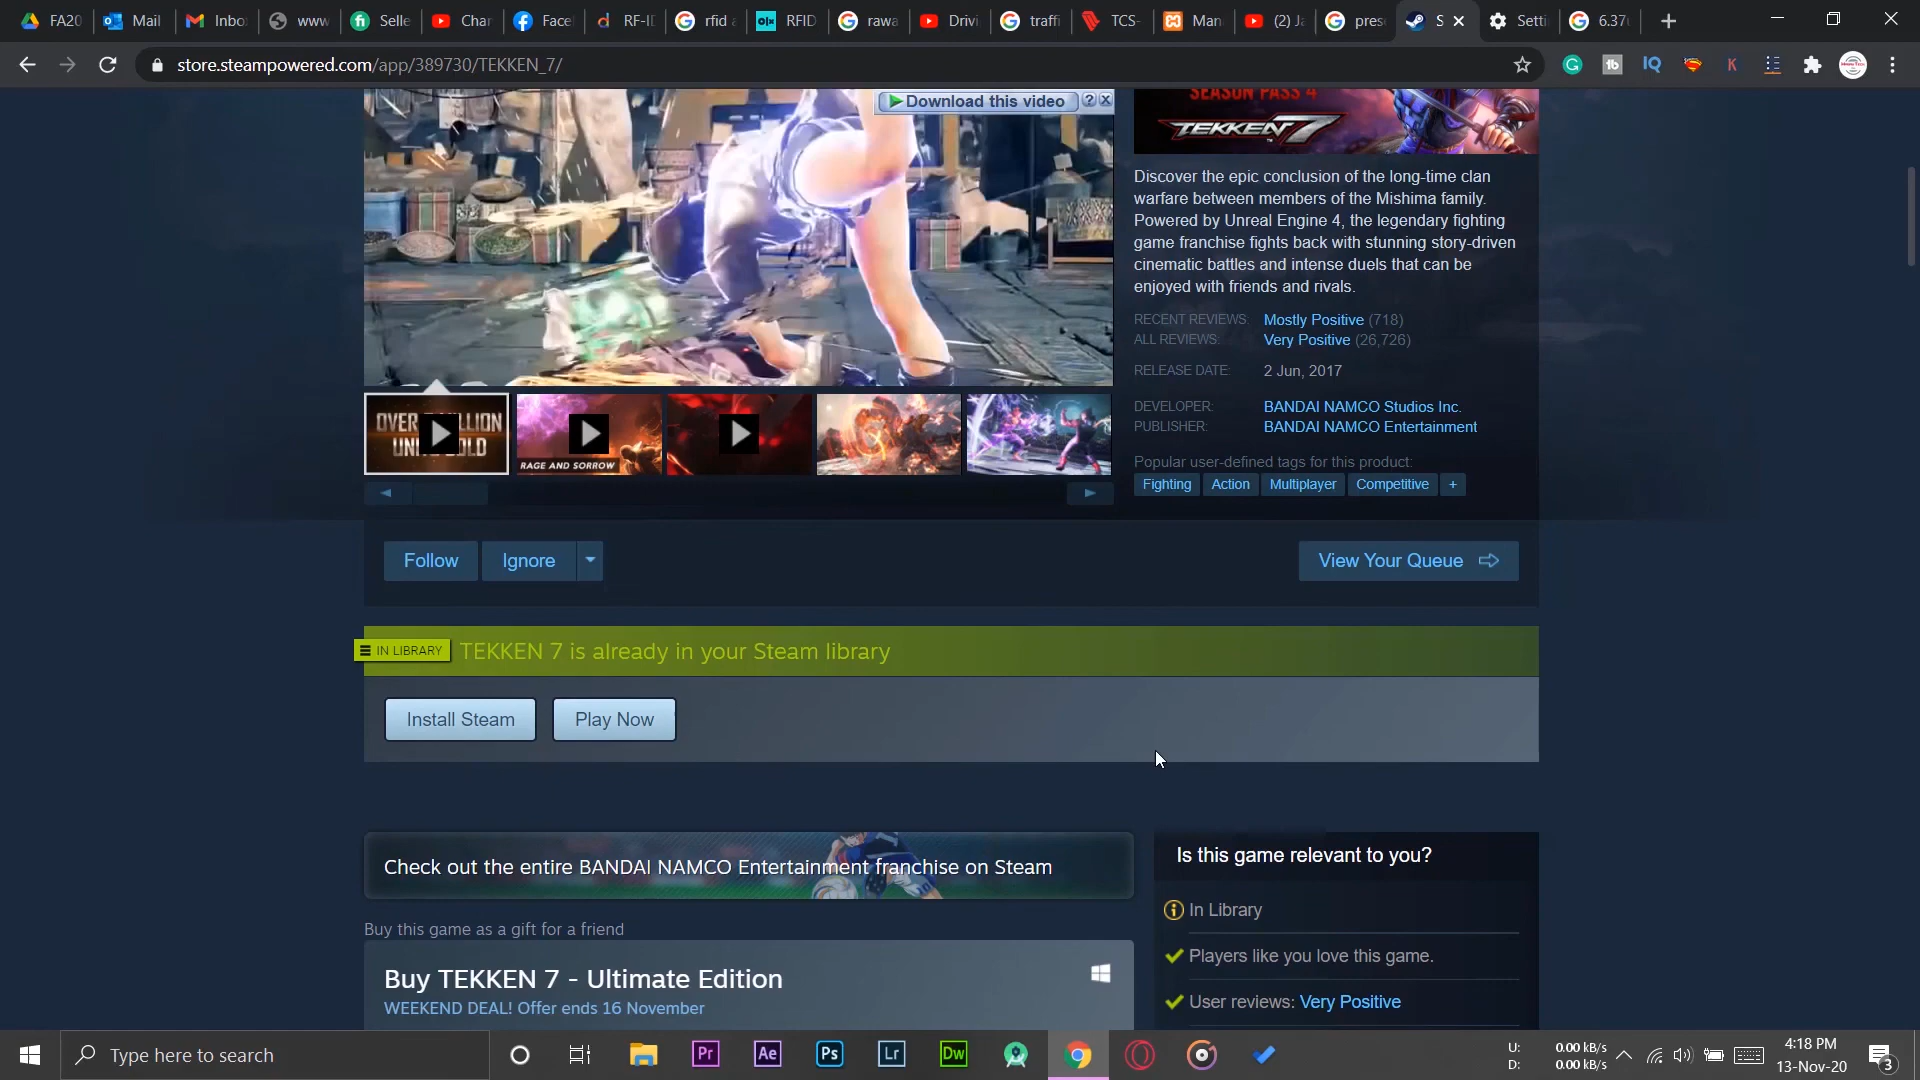 FA20
Mail
Inbo
www
Selle
Char
Face
RF-I
rfid a
RFID
rawa
Drivi
traffi
TCS-
Man
(2) Ja
pres
S
Setti
6.37
store.steampowered.com/app/389730/TEKKEN_7/
Download this video
SEASON PASS 4
TEKKEN 7
Discover the epic conclusion of the long-time clan
warfare between members of the Mishima family.
Powered by Unreal Engine 4, the legendary fighting
game franchise fights back with stunning story-driven
cinematic battles and intense duels that can be
enjoyed with friends and rivals.
RECENT REVIEWS: Mostly Positive (718)
ALL REVIEWS: Very Positive (26,726)
RELEASE DATE: 2 Jun, 2017
DEVELOPER: BANDAI NAMCO Studios Inc.
PUBLISHER: BANDAI NAMCO Entertainment
Popular user-defined tags for this product:
Fighting Action Multiplayer Competitive +
RAGE AND SORROW
Follow Ignore View Your Queue
IN LIBRARY TEKKEN 7 is already in your Steam library
Install Steam Play Now
Check out the entire BANDAI NAMCO Entertainment franchise on Steam
Is this game relevant to you?
In Library
Players like you love this game.
User reviews: Very Positive
Buy this game as a gift for a friend
Buy TEKKEN 7 - Ultimate Edition
WEEKEND DEAL! Offer ends 16 November
Type here to search
Pr Ae Ps Lr Dw
U: 0.00 kB/s
D: 0.00 kB/s
4:18 PM
13-Nov-20
3